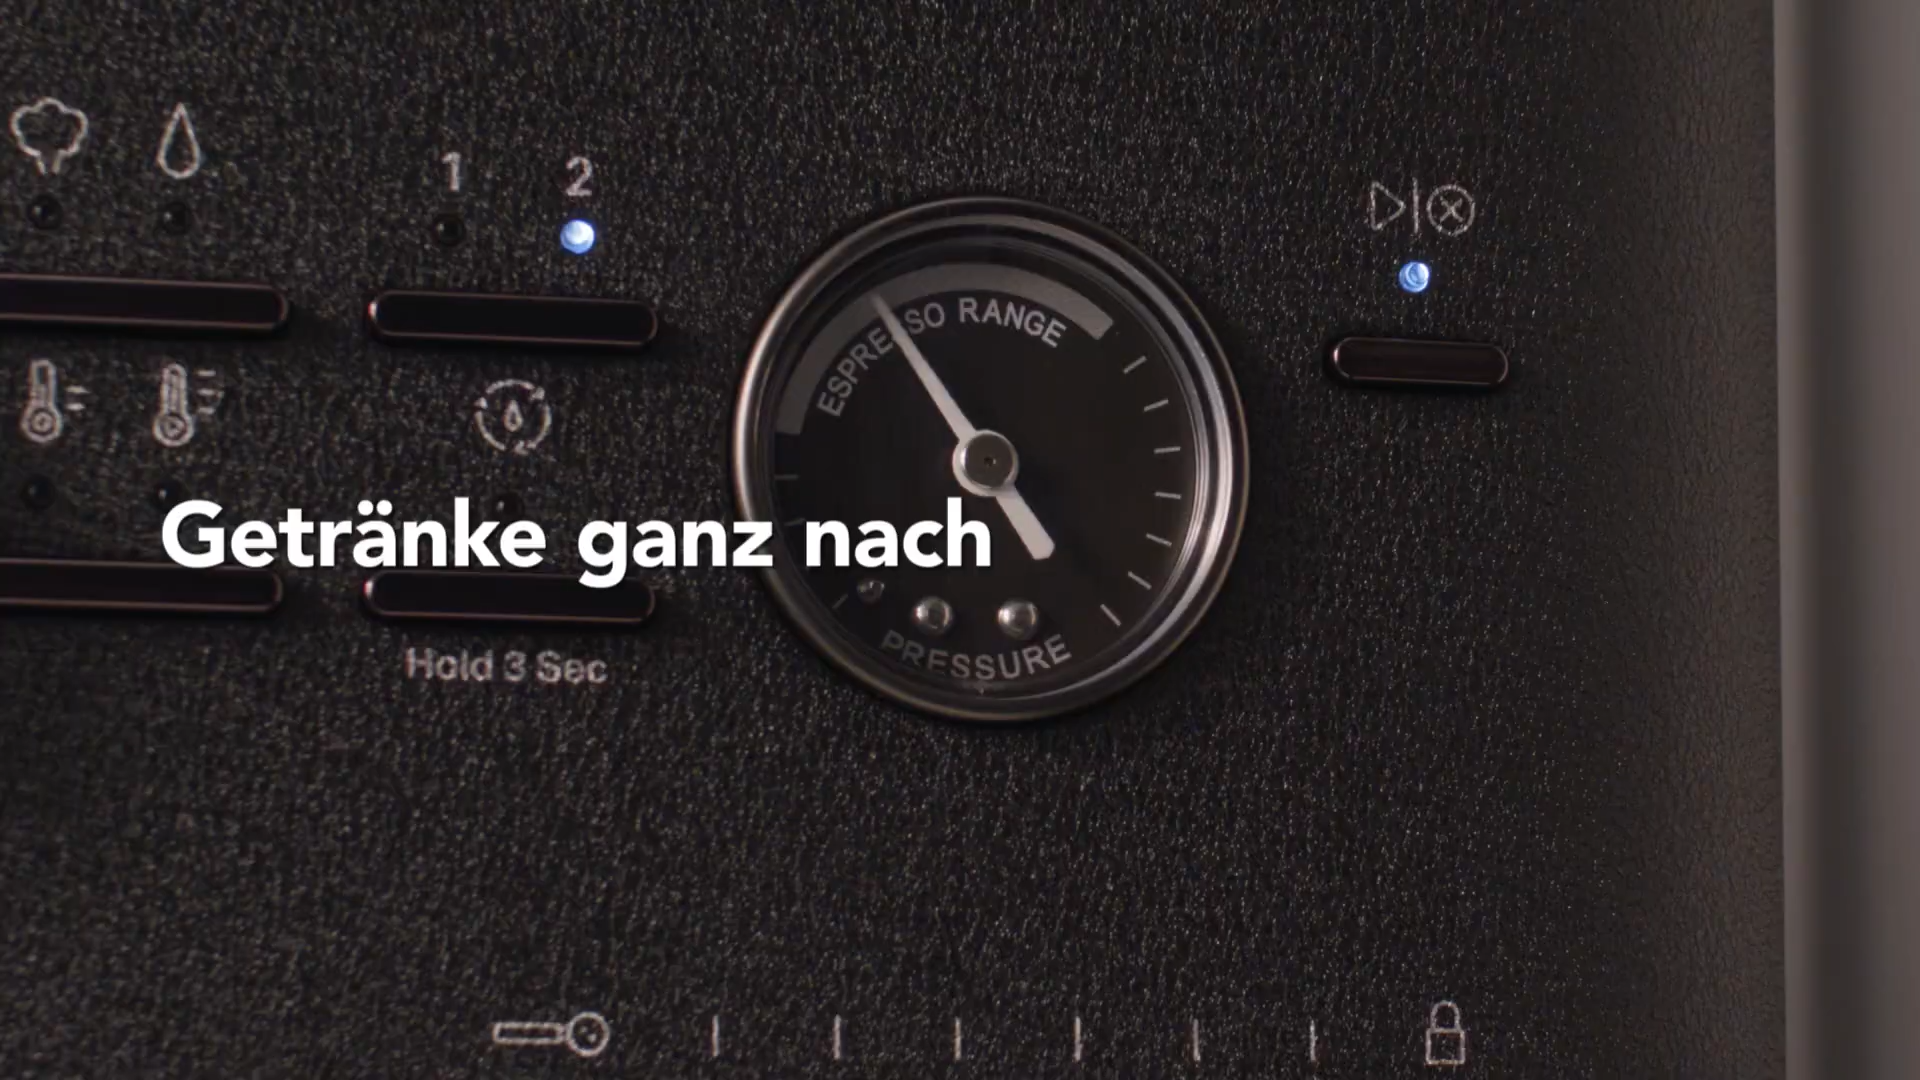 1 2
ESPRESSO RANGE
Getränke ganz nach
PRESSURE
Hold 3 Sec